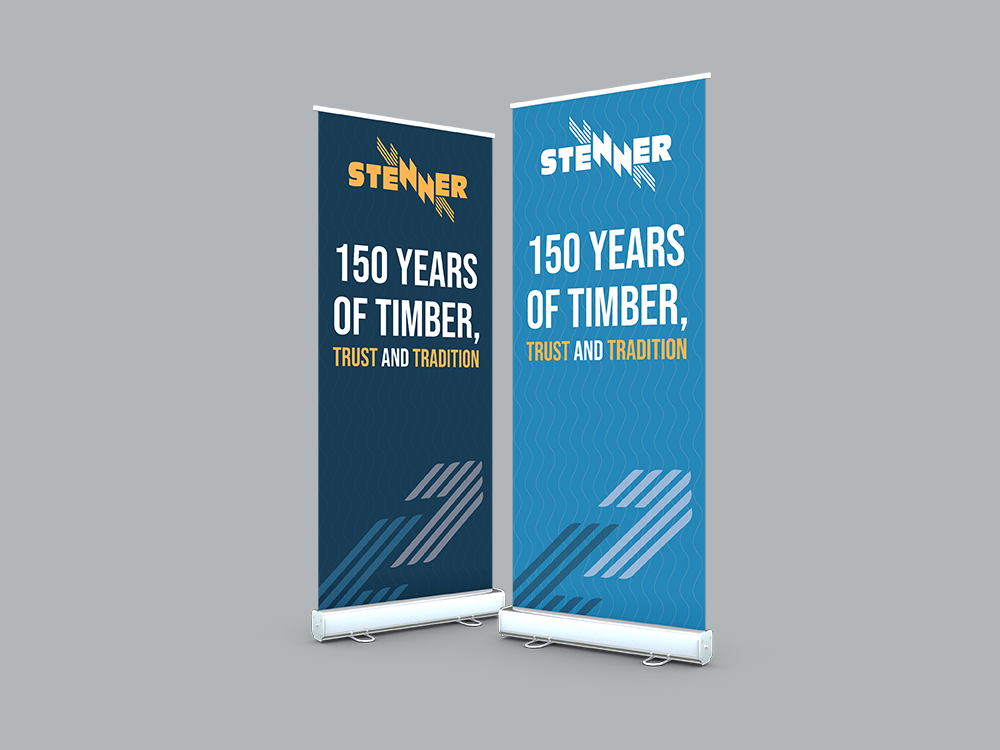 STENNER
150 YEARS
OF TIMBER,
TRUST AND TRADITION
STENNER
150 YEARS
OF TIMBER,
TRUST AND TRADITION